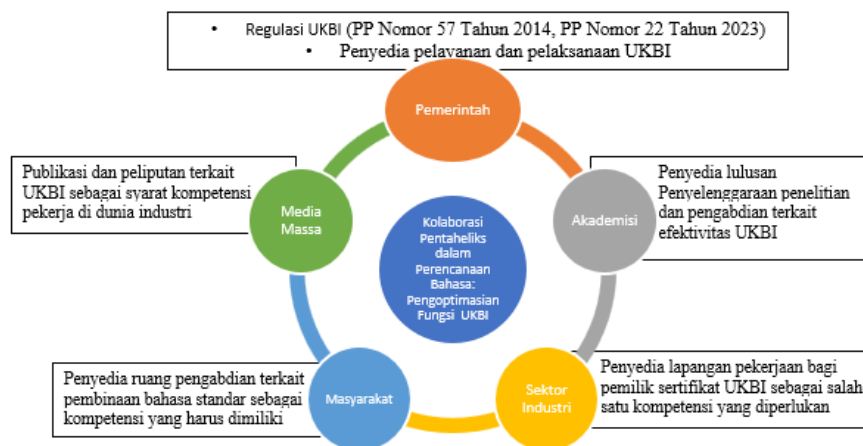 • Regulasi UKBI (PP Nomor 57 Tahun 2014, PP Nomor 22 Tahun 2023)
• Penyedia pelayanan dan pelaksanaan UKBI
Pemerintah
Publikasi dan peliputan terkait
UKBI sebagai syarat kompetensi
pekerja di dunia industri
Media
Massa
Kolaborasi
Pentaheliks
dalam
Perencanaan
Bahasa:
Pengoptimasian
Fungsi UKBI
Akademisi
Penyedia lulusan
Penyelenggaraan penelitian
dan pengabdian terkait
efektivitas UKBI
Penyedia ruang pengabdian terkait
pembinaan bahasa standar sebagai
kompetensi yang harus dimiliki
Masyarakat
Sektor
Industri
Penyedia lapangan pekerjaan bagi
pemilik sertifikat UKBI sebagai salah
satu kompetensi yang diperlukan